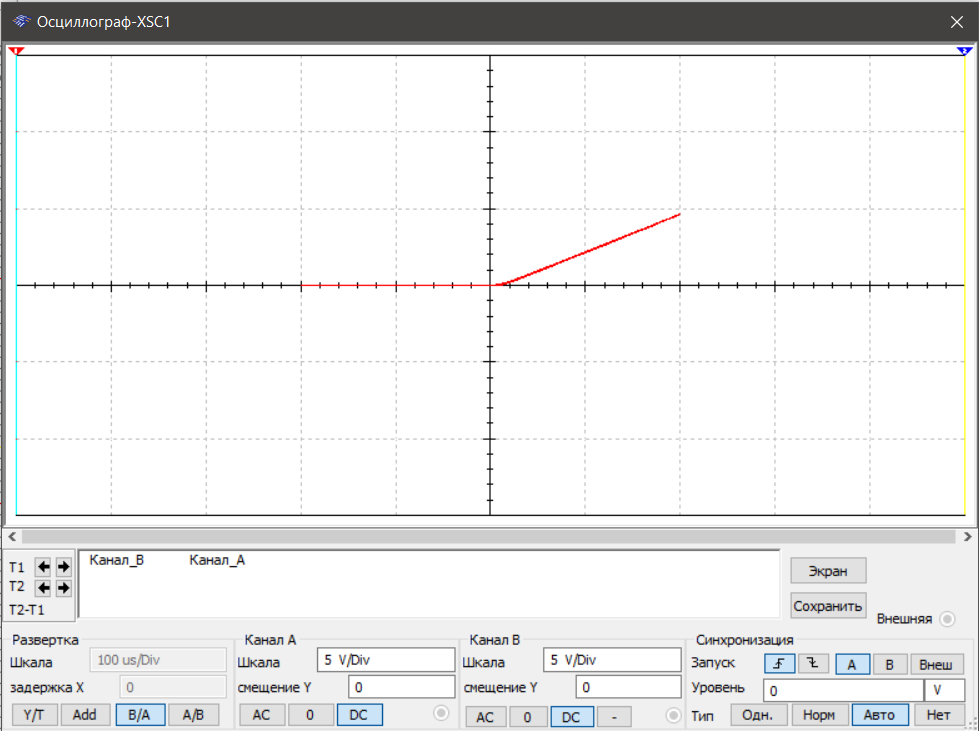 Осциллограф-XSC1
T1
T2
T2-T1
Канал_B Канал_A
Экран
Сохранить
Внешняя
Развертка
Шкала 100 us/Div
задержка X 0
Y/T Add B/A A/B
Канал A
Шкала 5 V/Div
смещение Y 0
AC 0 DC
Канал B
Шкала 5 V/Div
смещение Y 0
AC 0 DC -
Синхронизация
Запуск A B Внеш
Уровень 0 V
Тип Одн. Норм Авто Нет